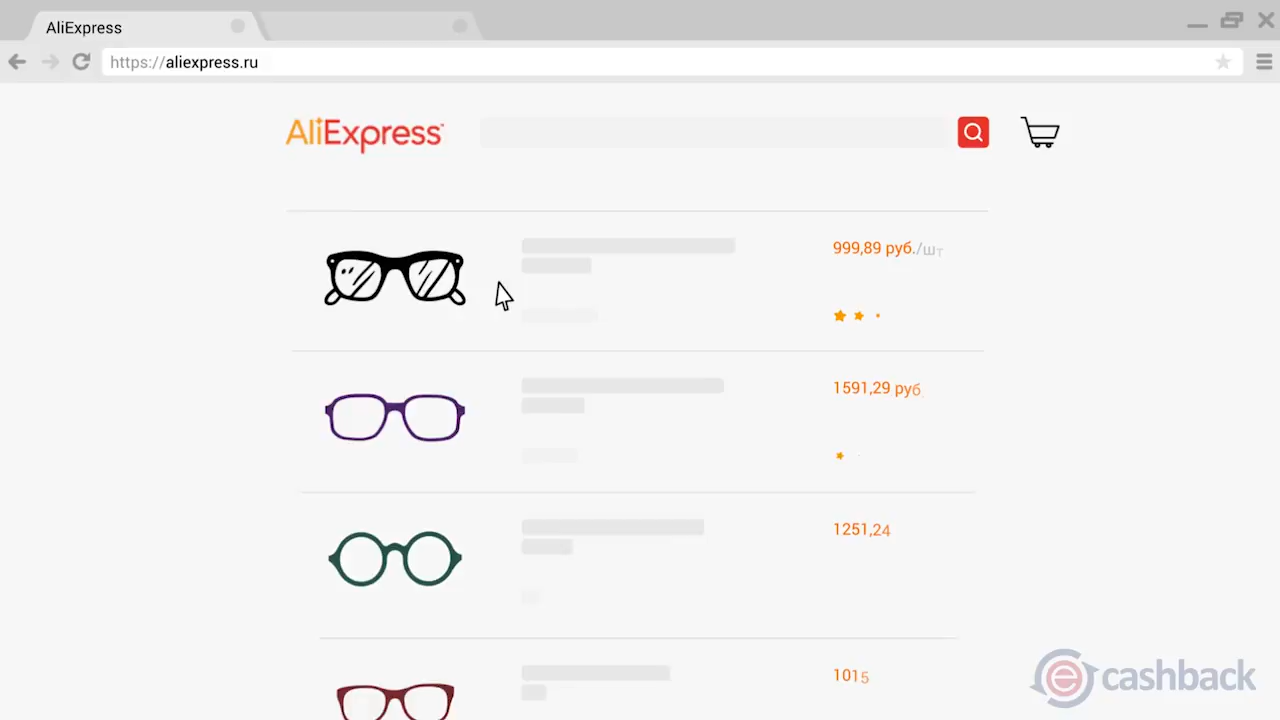 AliExpress
https://aliexpress.ru
AliExpress
999,89 руб./шт
1591,29 руб
1251,24
1015
e cashback